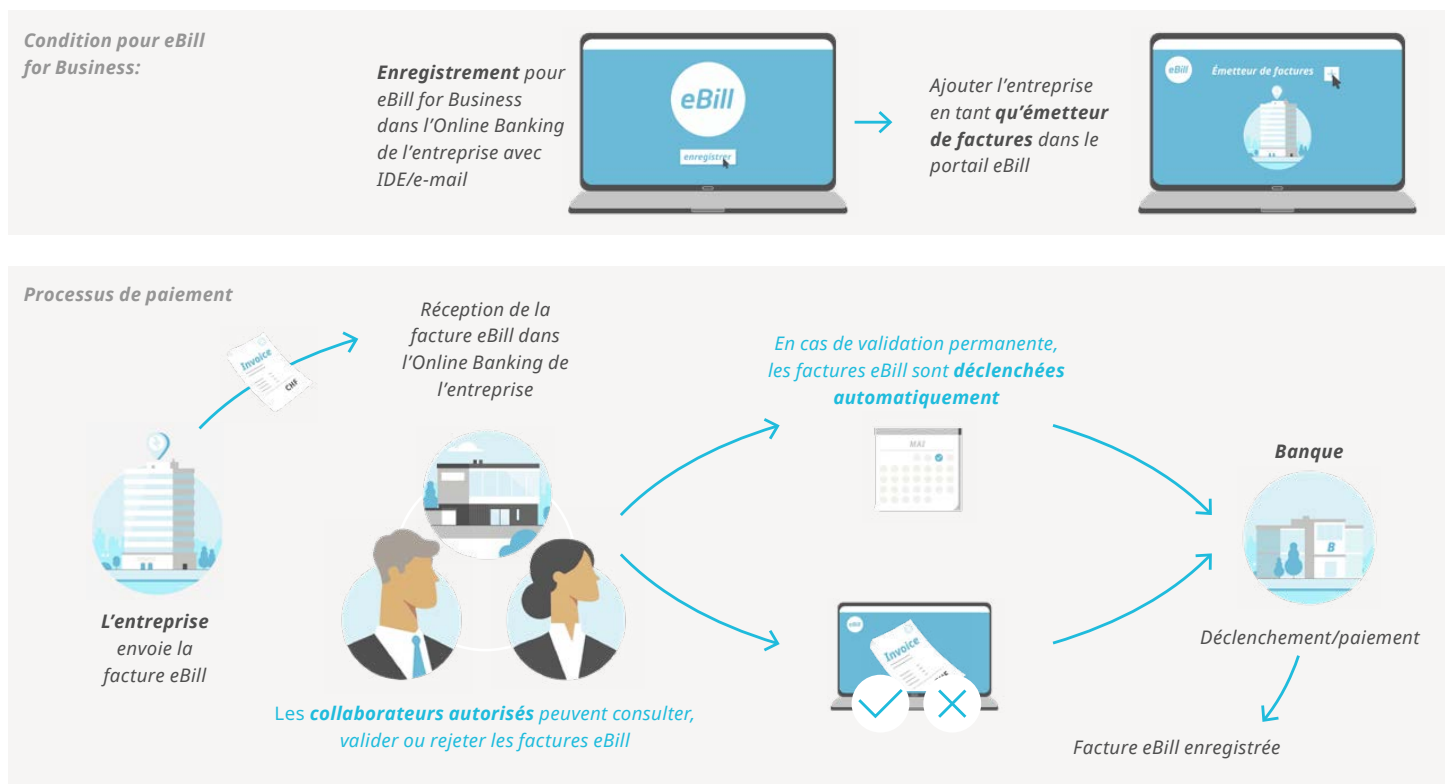 Condition pour eBill
for Business:
Enregistrement pour
eBill for Business
dans l’Online Banking
de l’entreprise avec
IDE/e-mail
eBill
enregistrer
Ajouter l’entreprise
en tant qu’émetteur
de factures dans le
portail eBill
eBill
Émetteur de factures
Processus de paiement
Invoice
CHF
L’entreprise
envoie la
facture eBill
Réception de la
facture eBill dans
l’Online Banking de
l’entreprise
Les collaborateurs autorisés peuvent consulter,
valider ou rejeter les factures eBill
En cas de validation permanente,
les factures eBill sont déclenchées
automatiquement
MAI
eBill
Invoice
Banque
B
Déclenchement/paiement
Facture eBill enregistrée